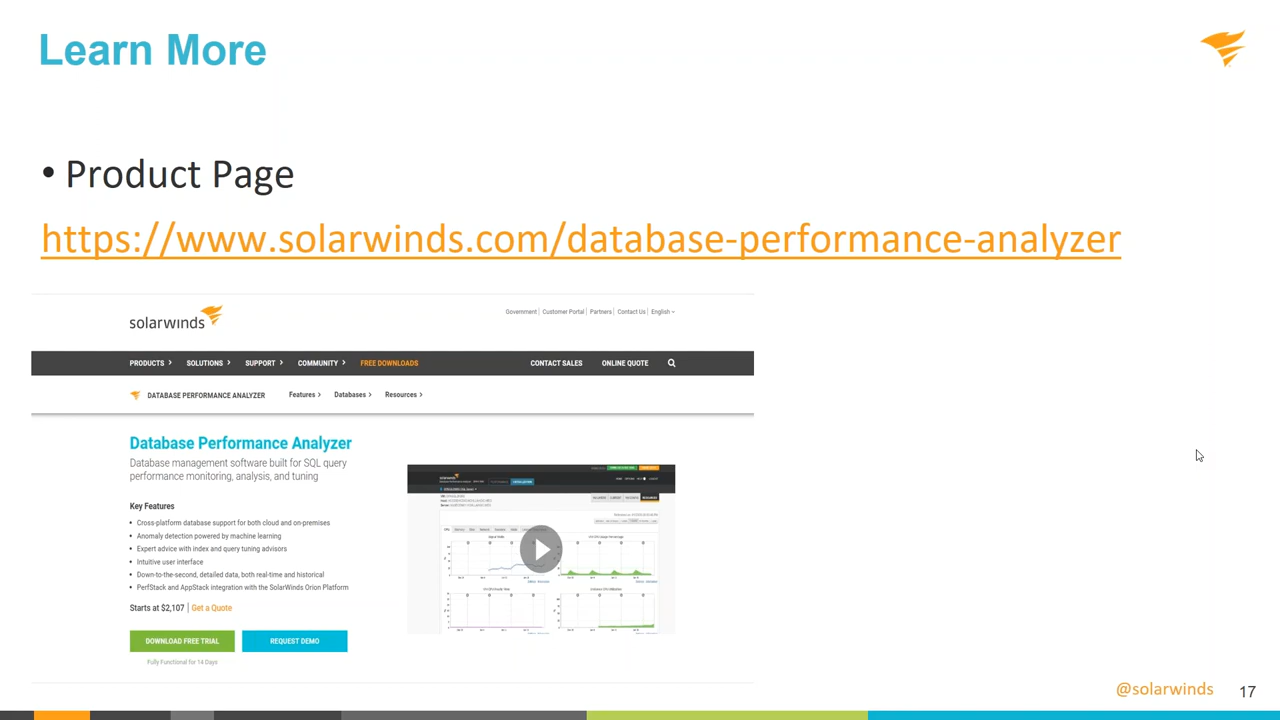 Learn More
• Product Page
https://www.solarwinds.com/database-performance-analyzer
solarwinds
Government | Customer Portal | Partners | Contact Us | English
PRODUCTS SOLUTIONS SUPPORT COMMUNITY FREE DOWNLOADS CONTACT SALES ONLINE QUOTE
DATABASE PERFORMANCE ANALYZER Features Databases Resources
Database Performance Analyzer
Database management software built for SQL query
performance monitoring, analysis, and tuning
Key Features
• Cross-platform database support for both cloud and on-premises
• Anomaly detection powered by machine learning
• Expert advice with index and query tuning advisors
• Intuitive user interface
• Down-to-the-second, detailed data, both real-time and historical
• PerfStack and AppStack integration with the SolarWinds Orion Platform
Starts at $2,107 | Get a Quote
DOWNLOAD FREE TRIAL REQUEST DEMO
Fully Functional for 14 Days
solarwinds
@solarwinds 17